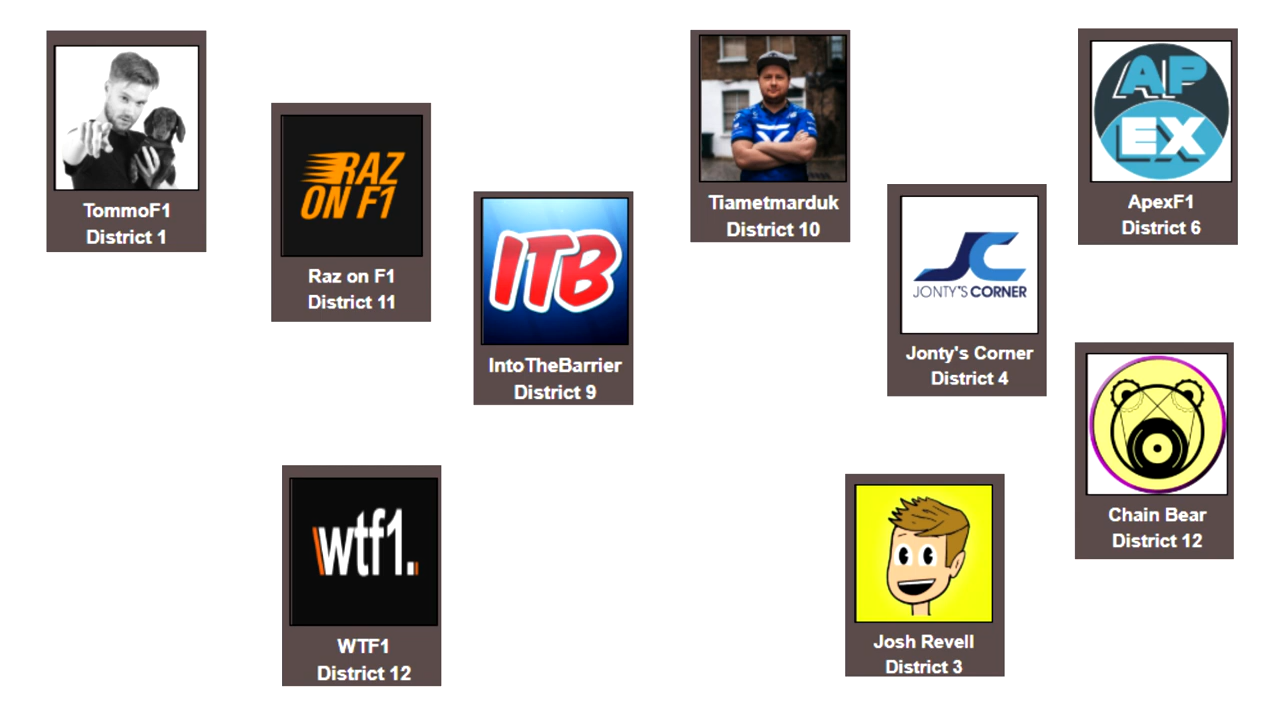 TommoF1
District 1
RAZ
ON F1
Raz on F1
District 11
ITB
IntoTheBarrier
District 9
Tiametmarduk
District 10
JC
JONTY'S CORNER
Jonty's Corner
District 4
AP
EX
ApexF1
District 6
wtf1.
WTF1
District 12
Josh Revell
District 3
Chain Bear
District 12